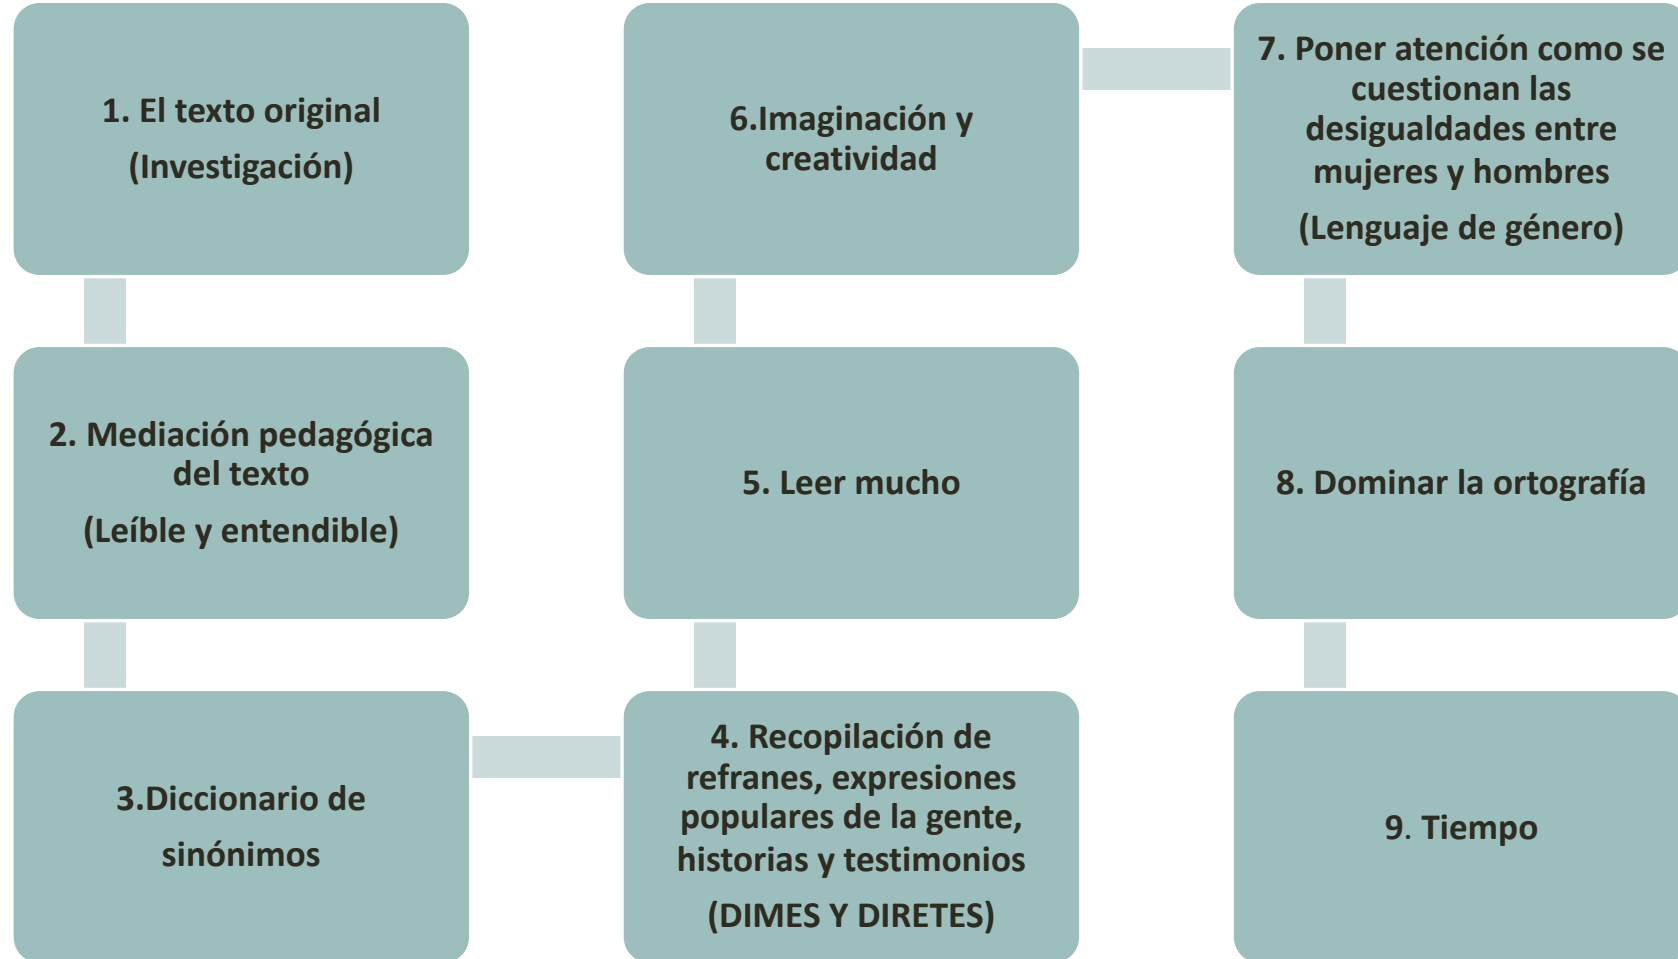 1. El texto original
(Investigación)
2. Mediación pedagógica
del texto
(Leíble y entendible)
3.Diccionario de
sinónimos
4. Recopilación de
refranes, expresiones
populares de la gente,
historias y testimonios
(DIMES Y DIRETES)
5. Leer mucho
6.Imaginación y
creatividad
7. Poner atención como se
cuestionan las
desigualdades entre
mujeres y hombres
(Lenguaje de género)
8. Dominar la ortografía
9. Tiempo